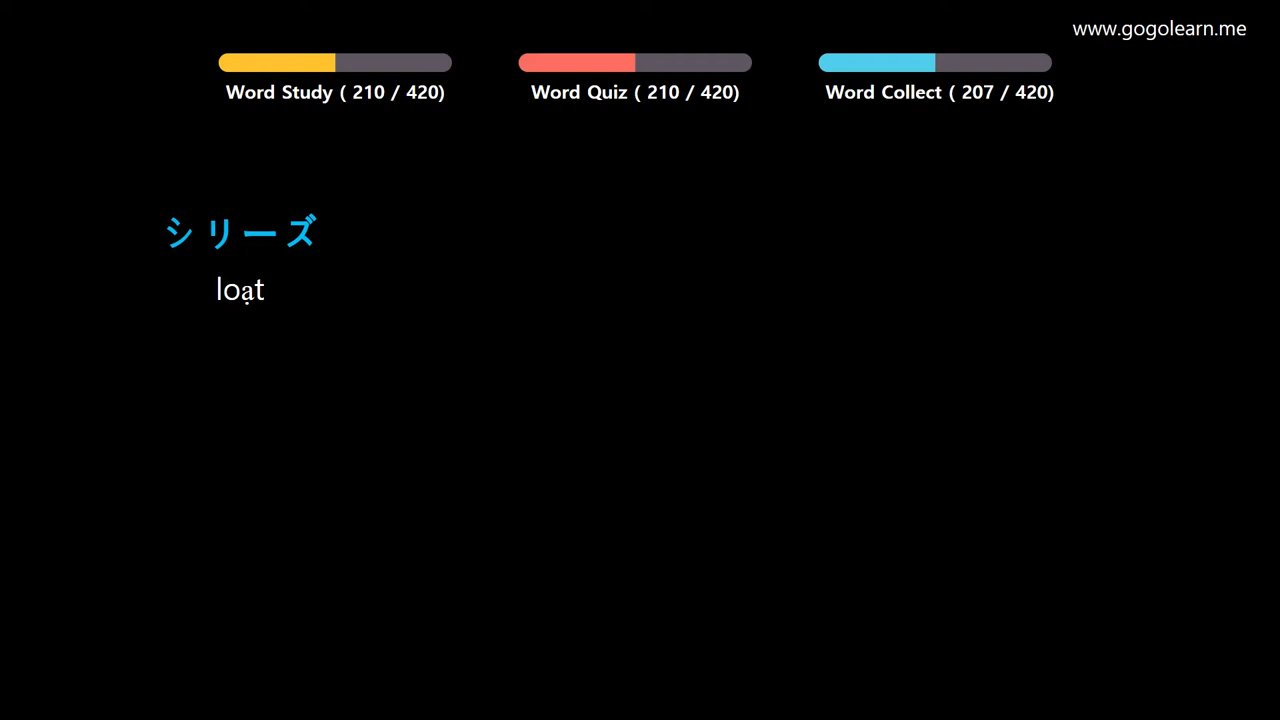 www.gogolearn.me
Word Study ( 210 / 420)
Word Quiz ( 210 / 420)
Word Collect ( 207 / 420)
シリーズ
loạt